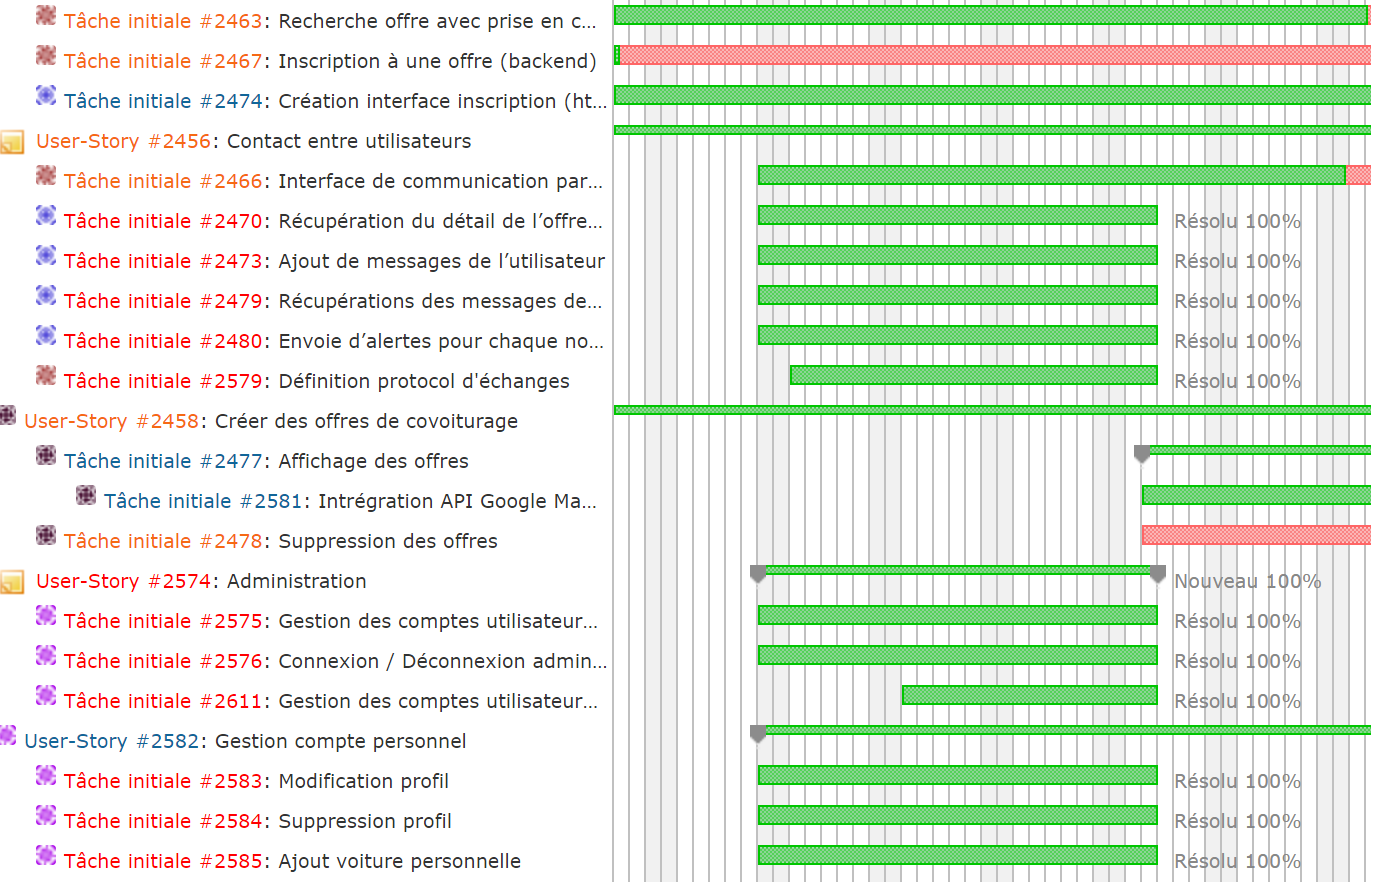 Tâche initiale #2463: Recherche offre avec prise en c...
Tâche initiale #2467: Inscription à une offre (backend)
Tâche initiale #2474: Création interface inscription (ht...
User-Story #2456: Contact entre utilisateurs
Tâche initiale #2466: Interface de communication par...
Tâche initiale #2470: Récupération du détail de l’offre... Résolu 100%
Tâche initiale #2473: Ajout de messages de l’utilisateur Résolu 100%
Tâche initiale #2479: Récupérations des messages de... Résolu 100%
Tâche initiale #2480: Envoie d’alertes pour chaque no... Résolu 100%
Tâche initiale #2579: Définition protocol d'échanges Résolu 100%
User-Story #2458: Créer des offres de covoiturage
Tâche initiale #2477: Affichage des offres
Tâche initiale #2581: Intrégration API Google Ma...
Tâche initiale #2478: Suppression des offres
User-Story #2574: Administration Nouveau 100%
Tâche initiale #2575: Gestion des comptes utilisateur... Résolu 100%
Tâche initiale #2576: Connexion / Déconnexion admin... Résolu 100%
Tâche initiale #2611: Gestion des comptes utilisateur... Résolu 100%
User-Story #2582: Gestion compte personnel
Tâche initiale #2583: Modification profil Résolu 100%
Tâche initiale #2584: Suppression profil Résolu 100%
Tâche initiale #2585: Ajout voiture personnelle Résolu 100%